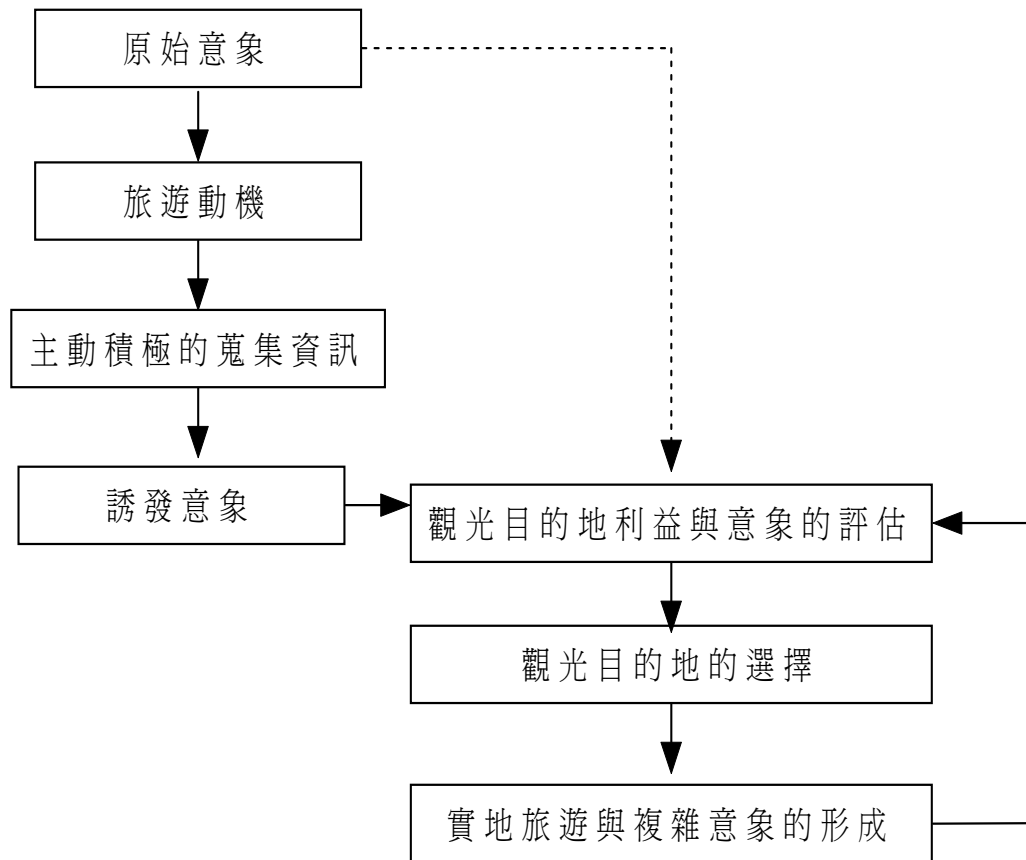 原始意象
旅遊動機
主動積極的蒐集資訊
誘發意象
觀光目的地利益與意象的評估
觀光目的地的選擇
實地旅遊與複雜意象的形成